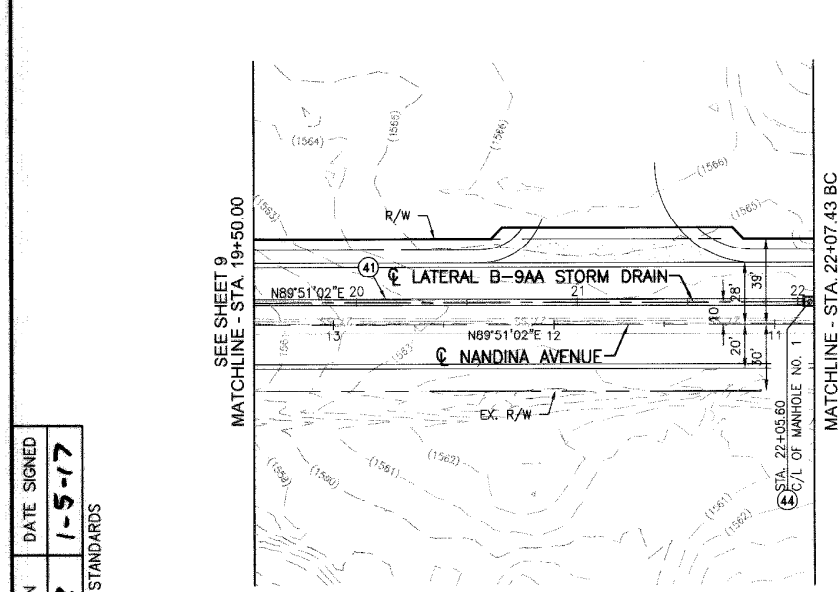 (1564)
(1565)
(1566)
(1566)
(1565)
(1563)
R/W
SEE SHEET 9
MATCHLINE - STA. 19+50.00
41
℄ LATERAL B-9AA STORM DRAIN
N89°51'02"E 20
21
22
28'
39'
10'
13
N89°51'02"E 12
11
℄ NANDINA AVENUE
20'
30'
(1561)
(1563)
EX. R/W
STA. 22+05.60
C/L OF MANHOLE NO. 1
44
MATCHLINE - STA. 22+07.43 BC
(1560)
(1561)
(1562)
(1561)
(1562)
DATE SIGNED
1-5-17
STANDARDS